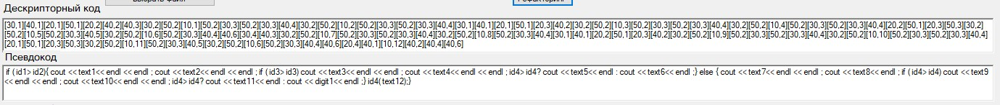 Выбрать файл
Рефакторинг
Дескрипторный код
[30,1][40,1][20,1][50,1][20,2][40,2][40,3][30,2][50,2][10,1][50,2][30,3][50,2][30,3][40,4][30,2][50,2][10,2][50,2][30,3][50,2][30,3][40,4][30,1][40,1][20,1][50,1][20,3][40,2][30,2][50,2][10,3][50,2][30,3][50,2][30,3][40,4][30,2][50,2][10,4][50,2][30,3][50,2][30,3][40,4][20,2][50,1][20,3][50,3][30,2]
[50,2][10,5][50,2][30,3][40,5][30,2][50,2][10,6][50,2][30,3][40,4][40,6][30,4][40,3][30,2][50,2][10,7][50,2][30,3][50,2][30,3][40,4][30,2][50,2][10,8][50,2][30,3][40,4][30,1][40,1][20,2][50,1][20,3][40,2][30,2][50,2][10,9][50,2][30,3][50,2][30,3][40,4][30,2][50,2][10,10][50,2][30,3][50,2][30,3][40,4]
[20,1][50,1][20,3][50,3][30,2][50,2][10,11][50,2][30,3][40,5][30,2][50,2][10,6][50,2][30,3][40,4][40,6][20,4][40,1][10,12][40,2][40,4][40,6]
Псевдокод
if ( id1> id2){ cout << text1<< endl << endl ; cout << text2<< endl << endl ; if ( id3> id3) cout << text3<< endl << endl ; cout << text4<< endl << endl ; id4> id4? cout << text5<< endl : cout << text6<< endl ;} else { cout << text7<< endl << endl ; cout << text8<< endl ; if ( id4> id4) cout << text9
<< endl << endl ; cout << text10<< endl << endl ; id4> id4? cout << text11<< endl : cout << digit1<< endl ;} id4( text12);}